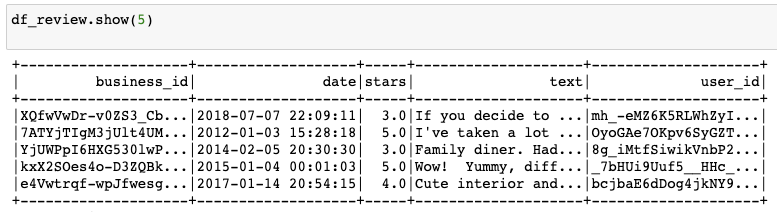 df_review.show(5)
+--------------------+-------------------+-----+--------------------+--------------------+
|         business_id|               date|stars|                text|             user_id|
+--------------------+-------------------+-----+--------------------+--------------------+
|XQfwVwDr-v0ZS3_Cb...|2018-07-07 22:09:11|  3.0|If you decide to ...|mh_-eMZ6K5RLWhZyI...|
|7ATYjTIgM3jUlt4UM...|2012-01-03 15:28:18|  5.0|I've taken a lot ...|OyoGAe7OKpv6SyGZT...|
|YjUWPpI6HXG530lwP...|2014-02-05 20:30:30|  3.0|Family diner. Had...|8g_iMtfSiwikVnbP2...|
|kxX2SOes4o-D3ZQBk...|2015-01-04 00:01:03|  5.0|Wow!  Yummy, diff...|_7bHUi9Uuf5__HHc_...|
|e4Vwtrqf-wpJfwesg...|2017-01-14 20:54:15|  4.0|Cute interior and...|bcjbaE6dDog4jkNY9...|
+--------------------+-------------------+-----+--------------------+--------------------+